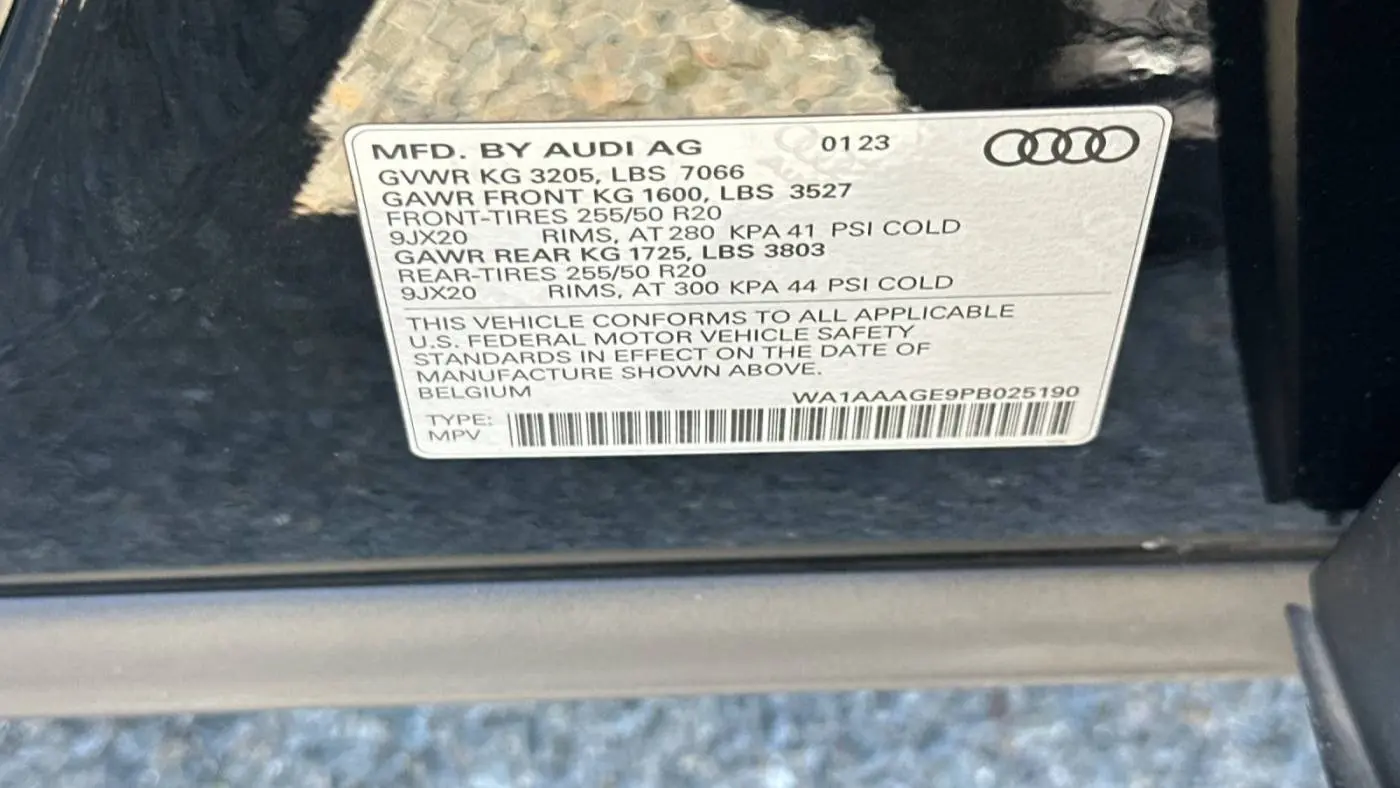 MFD. BY AUDI AG 0123
GVWR KG 3205, LBS 7066
GAWR FRONT KG 1600, LBS 3527
FRONT-TIRES 255/50 R20
9JX20 RIMS, AT 280 KPA 41 PSI COLD
GAWR REAR KG 1725, LBS 3803
REAR-TIRES 255/50 R20
9JX20 RIMS, AT 300 KPA 44 PSI COLD
THIS VEHICLE CONFORMS TO ALL APPLICABLE
U.S. FEDERAL MOTOR VEHICLE SAFETY
STANDARDS IN EFFECT ON THE DATE OF
MANUFACTURE SHOWN ABOVE.
BELGIUM WA1AAAGE9PB025190
TYPE:
MPV